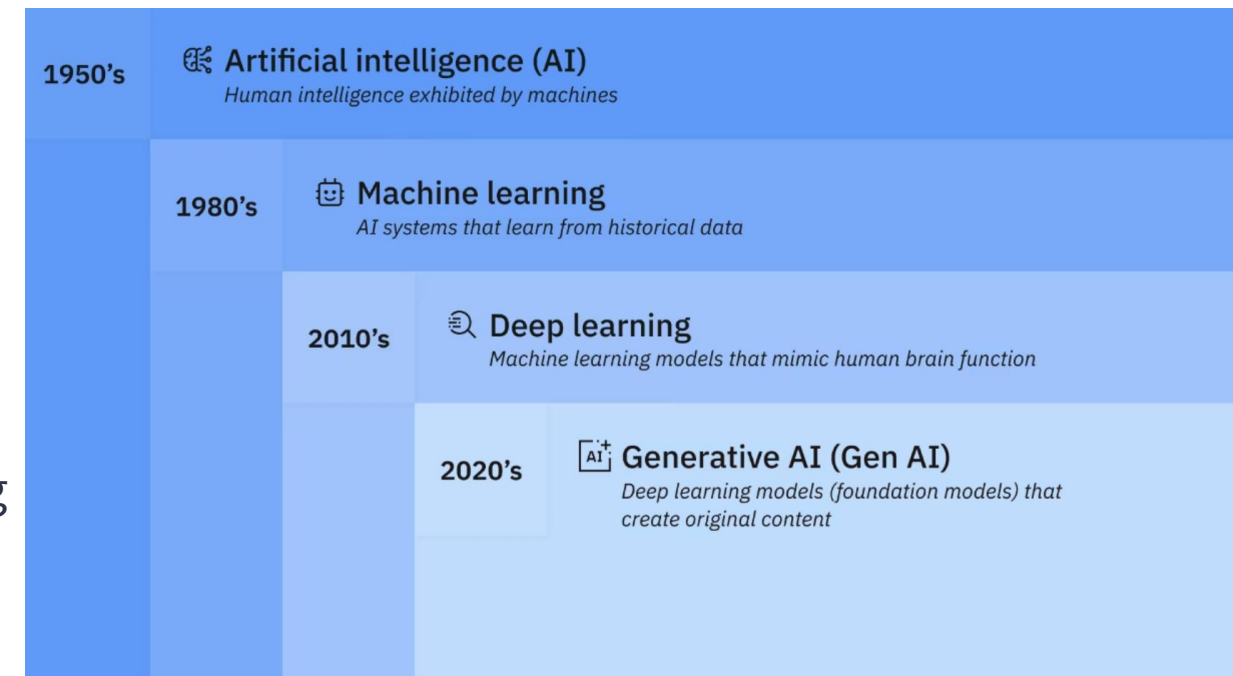 1950's
Artificial intelligence (AI)
Human intelligence exhibited by machines
1980's
Machine learning
AI systems that learn from historical data
2010's
Deep learning
Machine learning models that mimic human brain function
2020's
AI
Generative AI (Gen AI)
Deep learning models (foundation models) that
create original content
g